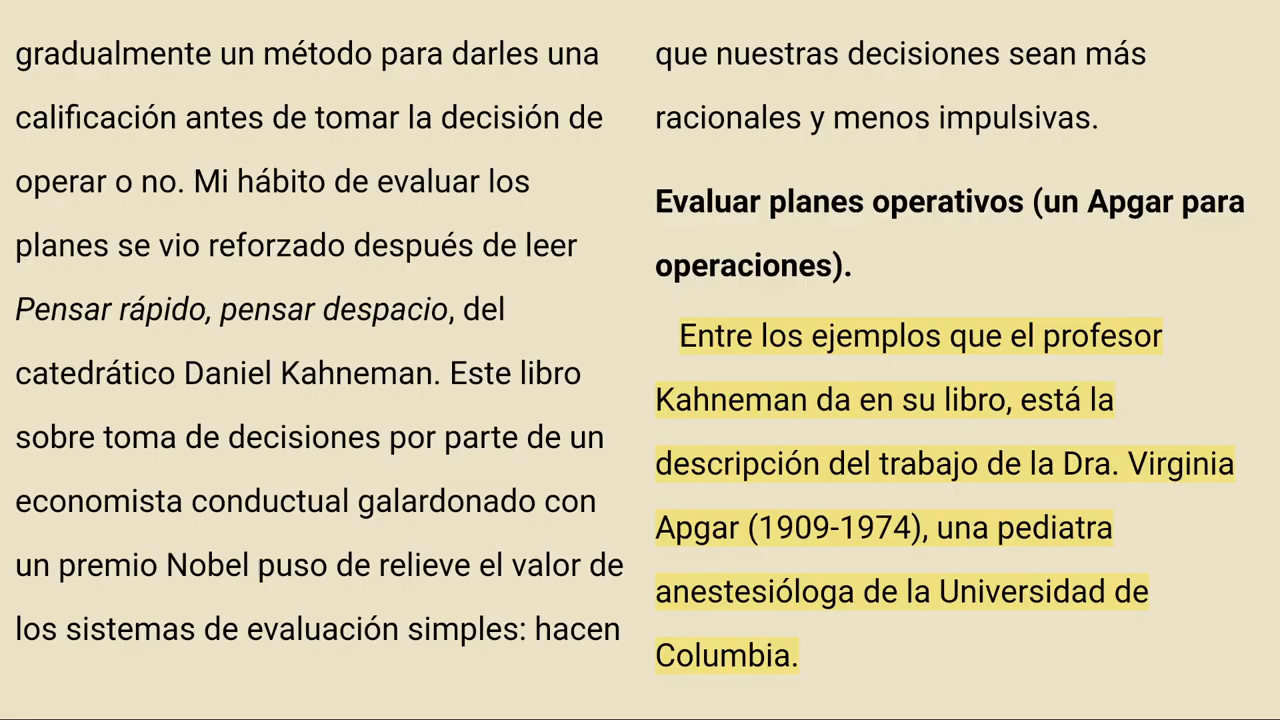 gradualmente un método para darles una
calificación antes de tomar la decisión de
operar o no. Mi hábito de evaluar los
planes se vio reforzado después de leer
Pensar rápido, pensar despacio, del
catedrático Daniel Kahneman. Este libro
sobre toma de decisiones por parte de un
economista conductual galardonado con
un premio Nobel puso de relieve el valor de
los sistemas de evaluación simples: hacen
que nuestras decisiones sean más
racionales y menos impulsivas.
Evaluar planes operativos (un Apgar para
operaciones).
Entre los ejemplos que el profesor
Kahneman da en su libro, está la
descripción del trabajo de la Dra. Virginia
Apgar (1909-1974), una pediatra
anestesióloga de la Universidad de
Columbia.